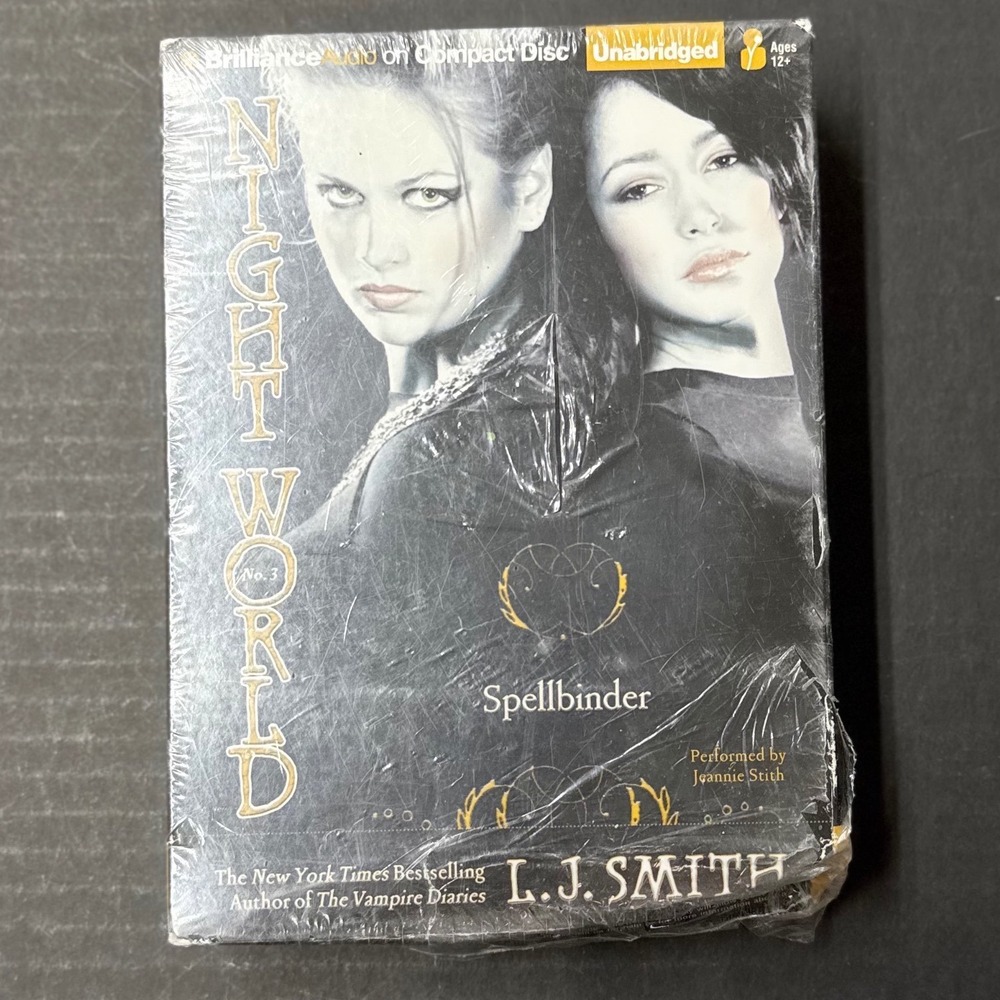 BrillianceAudio on Compact Disc
Unabridged
Ages
12+
NIGHT WORLD
No. 3
Spellbinder
Performed by
Jeannie Stith
The New York Times Bestselling
Author of The Vampire Diaries
L.J. SMITH